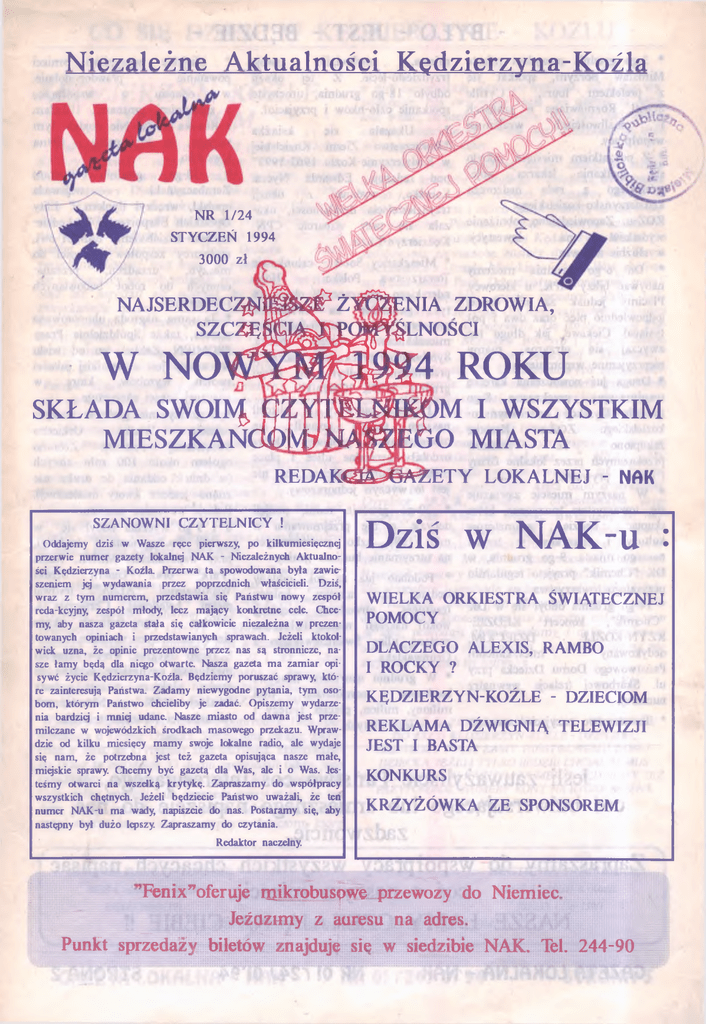 Niezależne Aktualności Kędzierzyna-Koźla
NAK
gazeta lokalna
WIELKA ORKIESTRA
ŚWIĄTECZNEJ POMOCY!!
Miejska Biblioteka Publiczna
NR 1/24
STYCZEŃ 1994
3000 zł
NAJSERDECZNIEJSZE ŻYCZENIA ZDROWIA,
SZCZĘŚCIA I POMYŚLNOŚCI
W NOWYM 1994 ROKU
SKŁADA SWOIM CZYTELNIKOM I WSZYSTKIM
MIESZKAŃCOM NASZEGO MIASTA
REDAKCJA GAZETY LOKALNEJ - NAK
SZANOWNI CZYTELNICY !
Oddajemy dziś w Wasze ręce pierwszy, po kilkumiesięcznej
przerwie numer gazety lokalnej NAK - Niezależnych Aktualno-
ści Kędzierzyna - Koźla. Przerwa ta spowodowana była zawie-
szeniem jej wydawania przez poprzednich właścicieli. Dziś,
wraz z tym numerem, przedstawia się Państwu nowy zespół
reda-kcyjny, zespół młody, lecz mający konkretne cele. Chce-
my, aby nasza gazeta stała się całkowicie niezależna w prezen-
towanych opiniach i przedstawianych sprawach. Jeżeli ktokol-
wiek uzna, że opinie prezentowne przez nas są stronnicze, na-
sze łamy będą dla niego otwarte. Nasza gazeta ma zamiar opi-
sywć życie Kędzierzyna-Koźla. Będziemy poruszać sprawy, któ-
re zainteresują Państwa. Zadamy niewygodne pytania, tym oso-
bom, którym Państwo chcieliby je zadać. Opiszemy wydarze-
nia bardziej i mniej udane. Nasze miasto od dawna jest prze-
milczane w wojewódzkich środkach masowego przekazu. Wpraw-
dzie od kilku miesięcy mamy swoje lokalne radio, ale wydaje
się nam, że potrzebna jest też gazeta opisująca nasze małe,
miejskie sprawy. Chcemy być gazetą dla Was, ale i o Was. Jes-
teśmy otwarci na wszelką krytykę. Zapraszamy do współpracy
wszystkich chętnych. Jeżeli będziecie Państwo uważali, że ten
numer NAK-u ma wady, napiszcie do nas. Postaramy się, aby
następny był dużo lepszy. Zapraszamy do czytania.
Redaktor naczelny.
Dziś w NAK-u :
WIELKA ORKIESTRA ŚWIĄTECZNEJ
POMOCY
DLACZEGO ALEXIS, RAMBO
I ROCKY ?
KĘDZIERZYN-KOŹLE - DZIECIOM
REKLAMA DŹWIGNIĄ TELEWIZJI
JEST I BASTA
KONKURS
KRZYŻÓWKA ZE SPONSOREM
"Fenix"oferuje mikrobusowe przewozy do Niemiec.
Jeździmy z adresu na adres.
Punkt sprzedaży biletów znajduje się w siedzibie NAK. Tel. 244-90